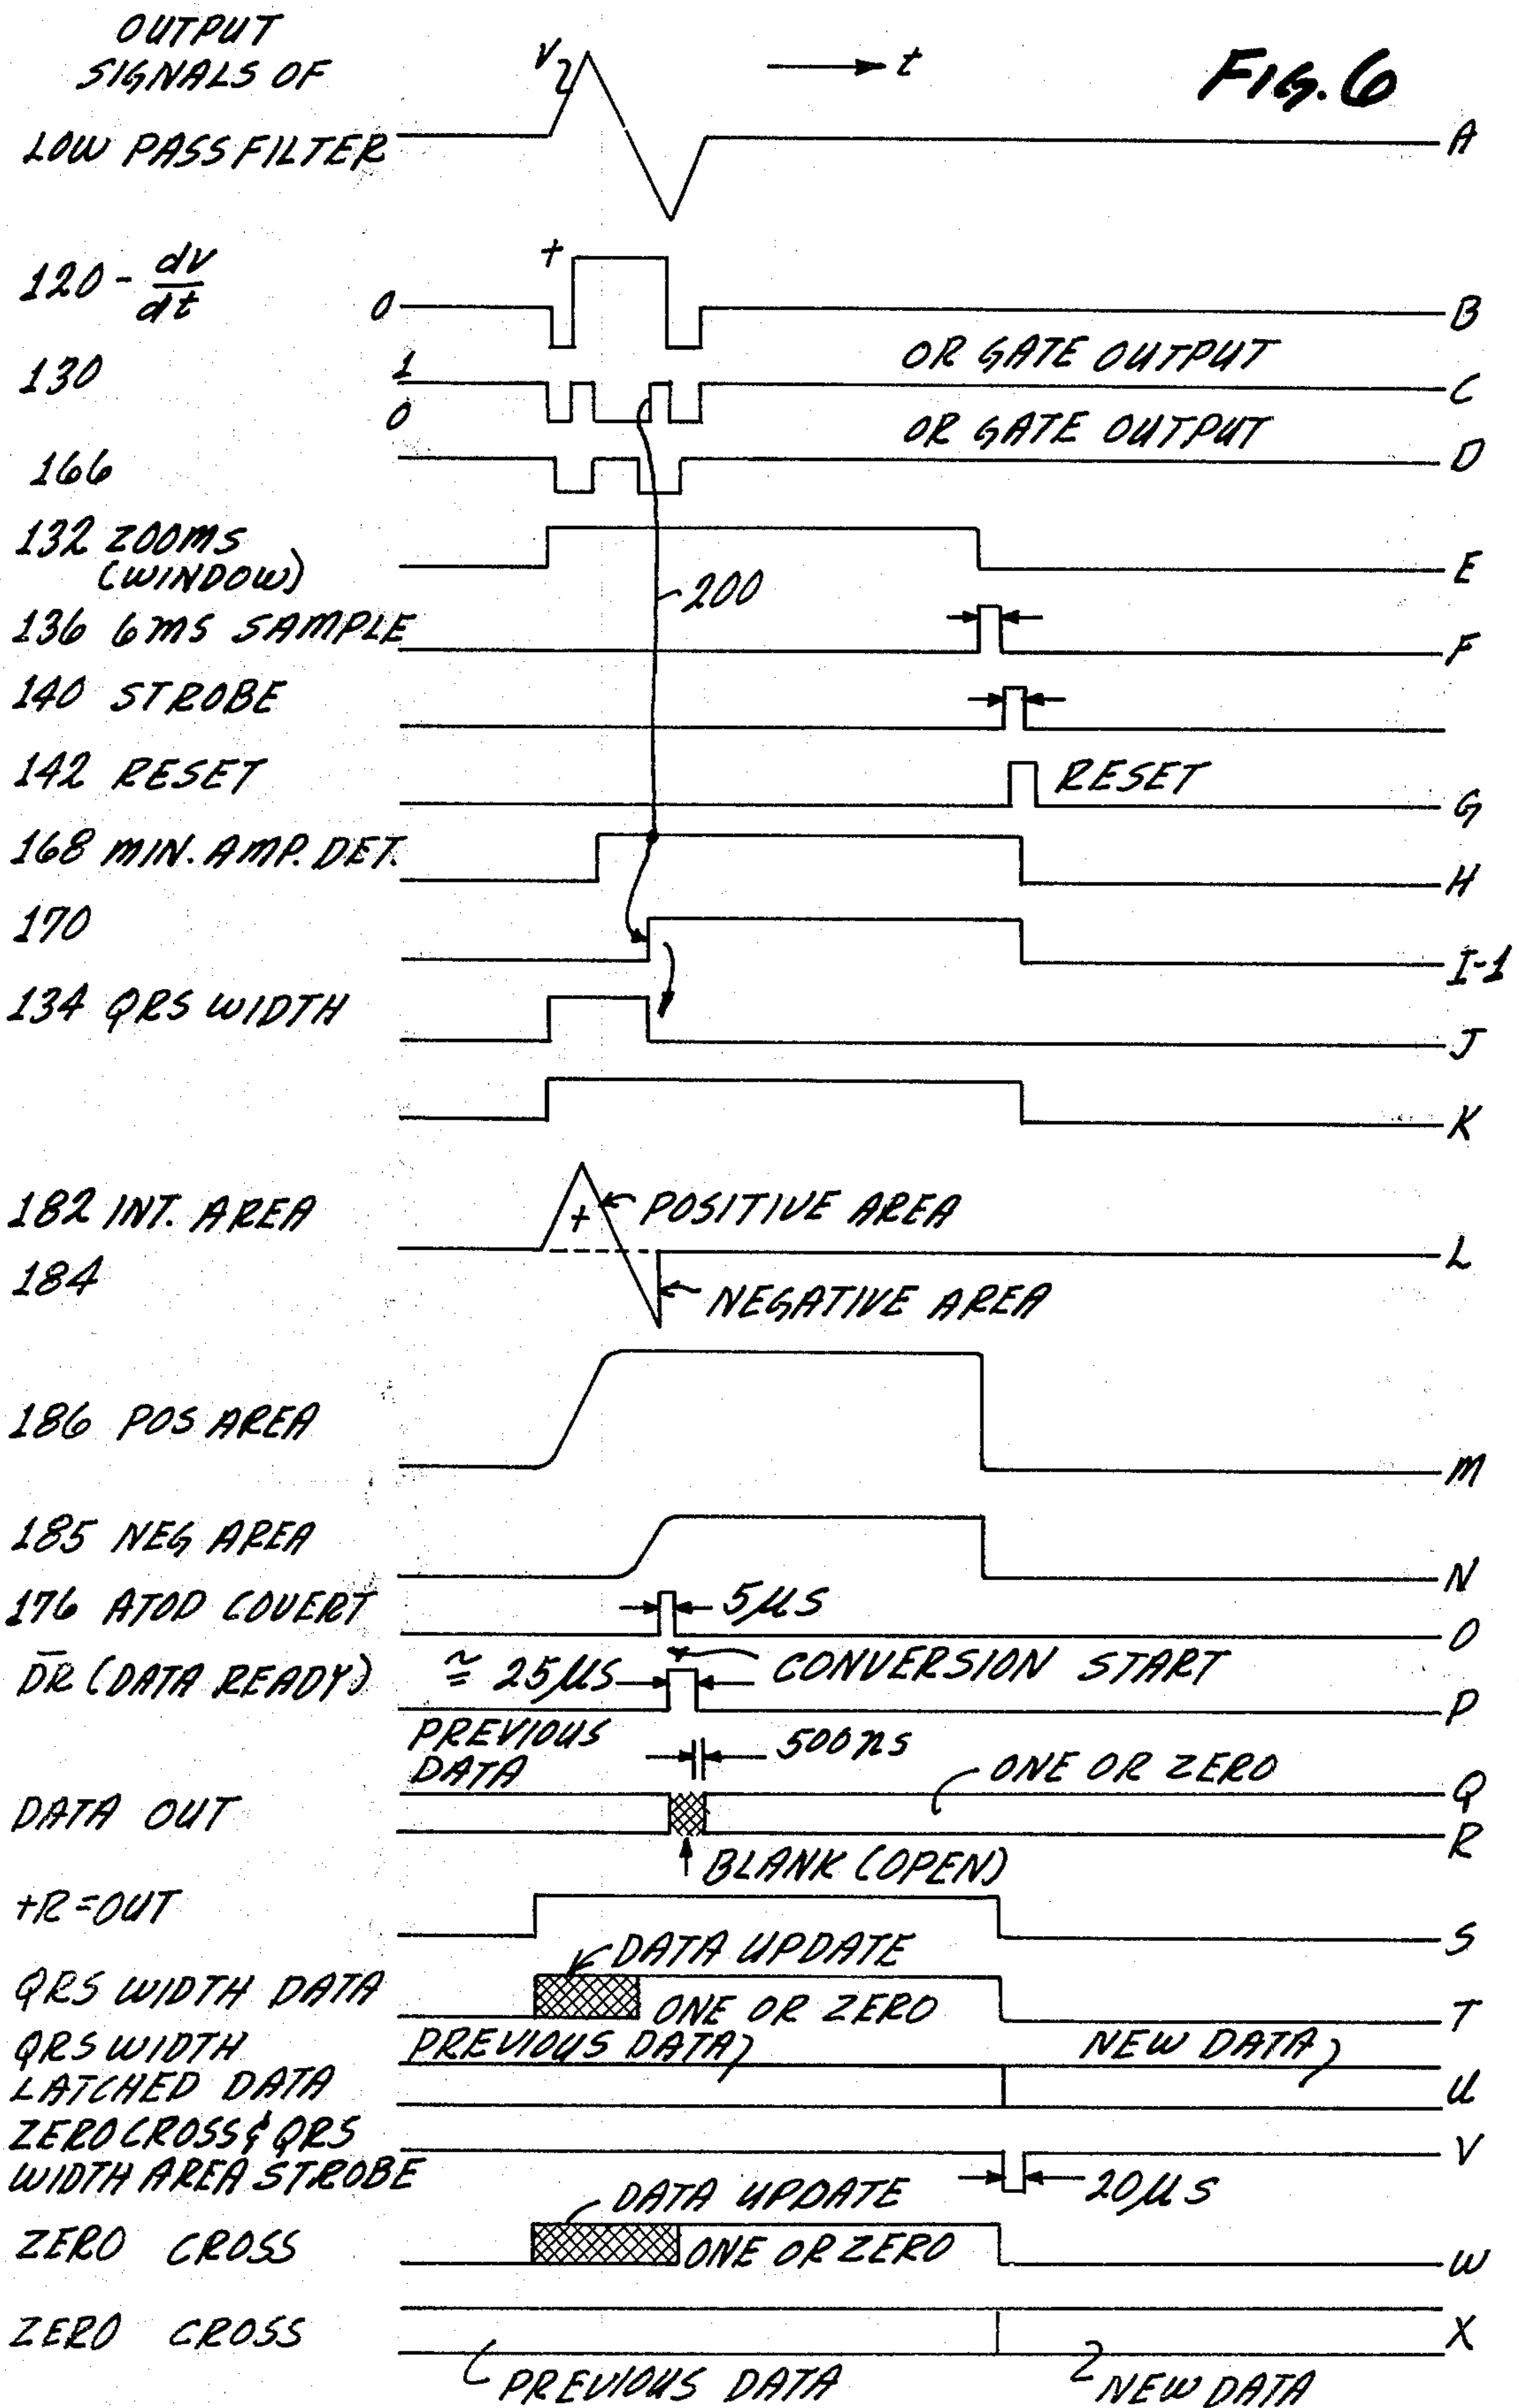 OUTPUT
SIGNALS OF
LOW PASS FILTER
V
t
FIG. 6
A
120 - dv/dt
+
0
B
130
1
0
OR GATE OUTPUT
C
166
OR GATE OUTPUT
D
132 200MS
(WINDOW)
E
200
136 6MS SAMPLE
F
140 STROBE
142 RESET
RESET
G
168 MIN. AMP. DET.
H
170
I-1
134 QRS WIDTH
J
K
182 INT. AREA
+
POSITIVE AREA
L
184
NEGATIVE AREA
186 POS AREA
M
185 NEG AREA
N
176 ATOD COVERT
5μS
O
D̅R (DATA READY)
≅ 25μS
CONVERSION START
P
PREVIOUS
DATA
500ns
ONE OR ZERO
Q
DATA OUT
R
BLANK (OPEN)
+R=OUT
S
DATA UPDATE
QRS WIDTH DATA
ONE OR ZERO
T
QRS WIDTH
LATCHED DATA
PREVIOUS DATA
NEW DATA
U
ZERO CROSS & QRS
WIDTH AREA STROBE
V
20μS
DATA UPDATE
ZERO CROSS
ONE OR ZERO
W
ZERO CROSS
X
PREVIOUS DATA
NEW DATA